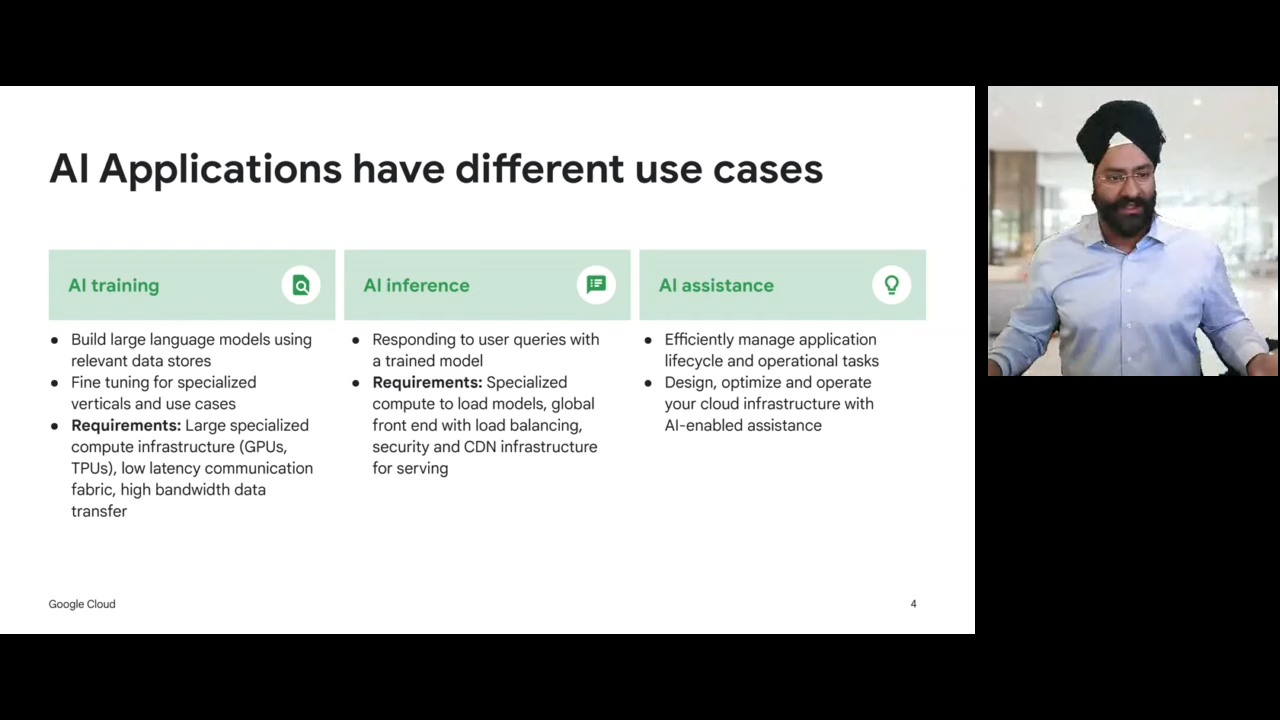 AI Applications have different use cases
AI training
Build large language models using
relevant data stores
Fine tuning for specialized
verticals and use cases
Requirements: Large specialized
compute infrastructure (GPUs,
TPUs), low latency communication
fabric, high bandwidth data
transfer
AI inference
Responding to user queries with
a trained model
Requirements: Specialized
compute to load models, global
front end with load balancing,
security and CDN infrastructure
for serving
AI assistance
Efficiently manage application
lifecycle and operational tasks
Design, optimize and operate
your cloud infrastructure with
AI-enabled assistance
Google Cloud
4